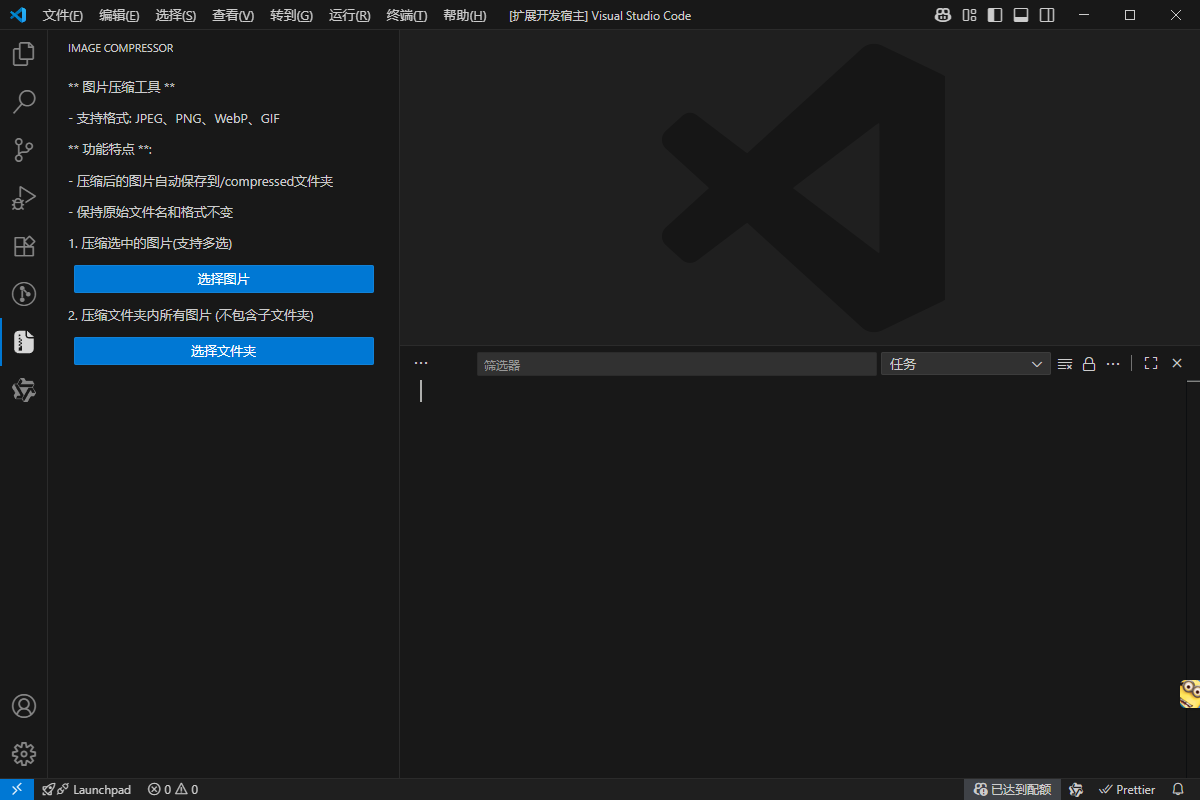 文件(F) 编辑(E) 选择(S) 查看(V) 转到(G) 运行(R) 终端(T) 帮助(H) [扩展开发宿主] Visual Studio Code
IMAGE COMPRESSOR
** 图片压缩工具 **
- 支持格式: JPEG、PNG、WebP、GIF
** 功能特点 **:
- 压缩后的图片自动保存到/compressed文件夹
- 保持原始文件名和格式不变
1. 压缩选中的图片(支持多选)
选择图片
2. 压缩文件夹内所有图片 (不包含子文件夹)
选择文件夹
筛选器 任务
Launchpad 0 0 已达到配额 Prettier